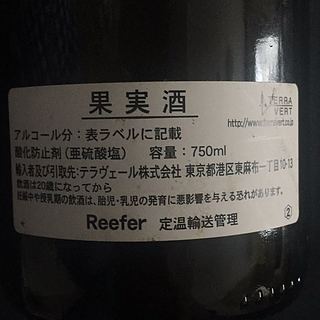 TERRA
VERT
http://www.terravert.co.jp
果実酒
アルコール分：表ラベルに記載
酸化防止剤（亜硫酸塩）　容量：750ml
輸入者及び引取先：テラヴェール株式会社 東京都港区東麻布一丁目10-13
飲酒は20歳になってから
妊娠中や授乳期の飲酒は、胎児・乳児の発育に悪影響を与える恐れがあります。
Reefer 定温輸送管理
②